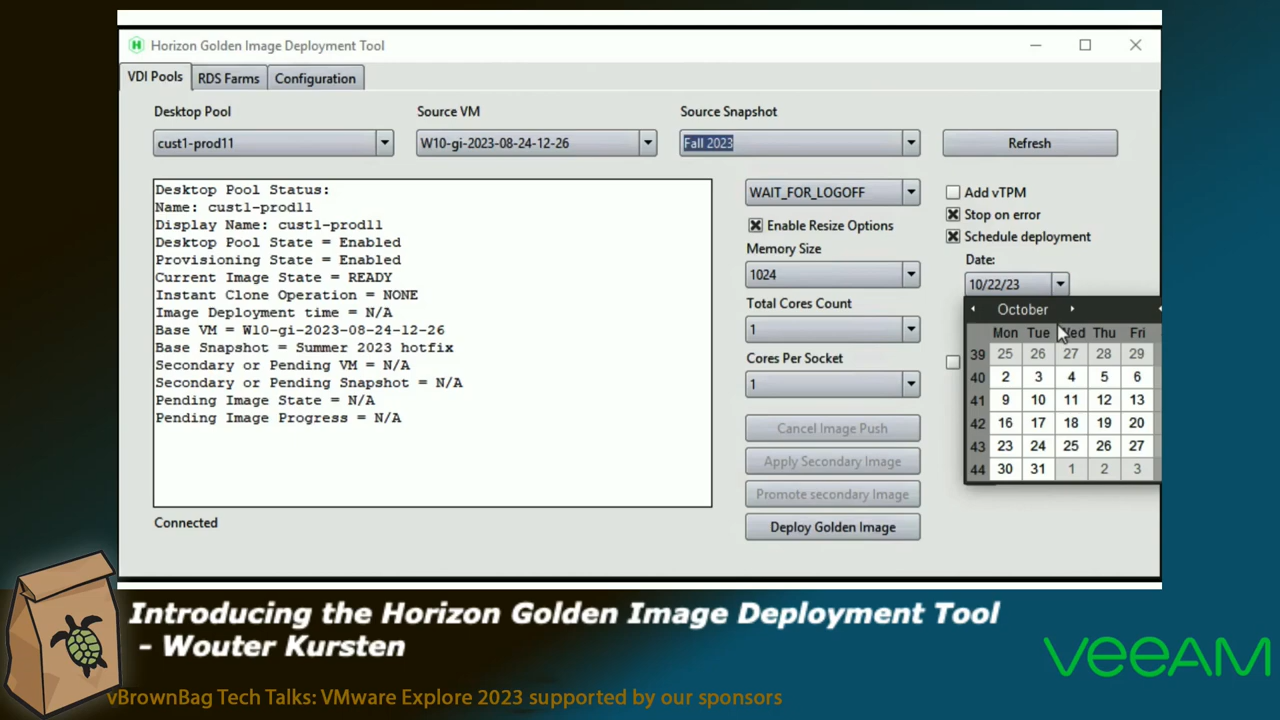 Horizon Golden Image Deployment Tool
VDI Pools
RDS Farms
Configuration
Desktop Pool
Source VM
Source Snapshot
cust1-prod11
W10-gi-2023-08-24-12-26
Fall 2023
Refresh
Desktop Pool Status:
Name: cust1-prod11
Display Name: cust1-prod11
Desktop Pool State = Enabled
Provisioning State = Enabled
Current Image State = READY
Instant Clone Operation = NONE
Image Deployment time = N/A
Base VM = W10-gi-2023-08-24-12-26
Base Snapshot = Summer 2023 hotfix
Secondary or Pending VM = N/A
Secondary or Pending Snapshot = N/A
Pending Image State = N/A
Pending Image Progress = N/A
Connected
WAIT_FOR_LOGOFF
Enable Resize Options
Memory Size
1024
Total Cores Count
1
Cores Per Socket
1
Cancel Image Push
Apply Secondary Image
Promote secondary Image
Deploy Golden Image
Add vTPM
Stop on error
Schedule deployment
Date:
10/22/23
October
Mon Tue Wed Thu Fri
39 25 26 27 28 29
40 2 3 4 5 6
41 9 10 11 12 13
42 16 17 18 19 20
43 23 24 25 26 27
44 30 31 1 2 3
Introducing the Horizon Golden Image Deployment Tool
- Wouter Kursten
veeAM
vBrownBag Tech Talks: VMware Explore 2023 supported by our sponsors